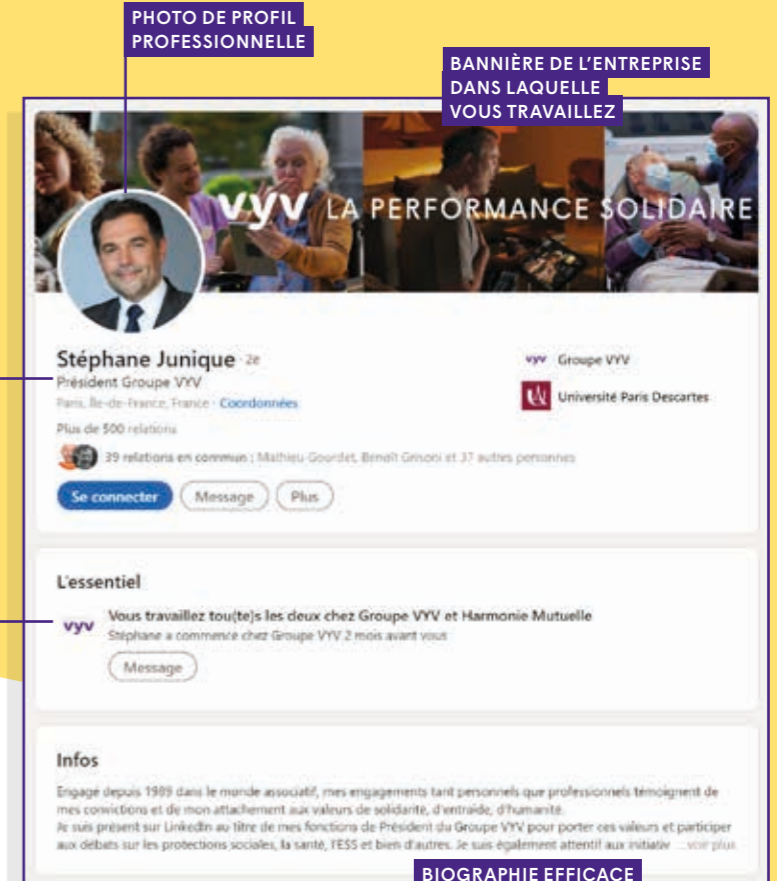 PHOTO DE PROFIL
PROFESSIONNELLE
BANNIÈRE DE L'ENTREPRISE
DANS LAQUELLE
VOUS TRAVAILLEZ
vyv LA PERFORMANCE SOLIDAIRE
Stéphane Junique · 2e
Président Groupe VYV
Paris, Île-de-France, France · Coordonnées
Plus de 500 relations
39 relations en commun : Mathieu Gourdet, Benoît Grisoni et 37 autres personnes
Se connecter
Message
Plus
vyv Groupe VYV
Université Paris Descartes
L'essentiel
vyv
Vous travaillez tou(te)s les deux chez Groupe VYV et Harmonie Mutuelle
Stéphane a commencé chez Groupe VYV 2 mois avant vous
Message
Infos
Engagé depuis 1989 dans le monde associatif, mes engagements tant personnels que professionnels témoignent de
mes convictions et de mon attachement aux valeurs de solidarité, d'entraide, d'humanité.
Je suis présent sur LinkedIn au titre de mes fonctions de Président du Groupe VYV pour porter ces valeurs et participer
aux débats sur les protections sociales, la santé, l'ESS et bien d'autres. Je suis également attentif aux initiativ ... voir plus
BIOGRAPHIE EFFICACE